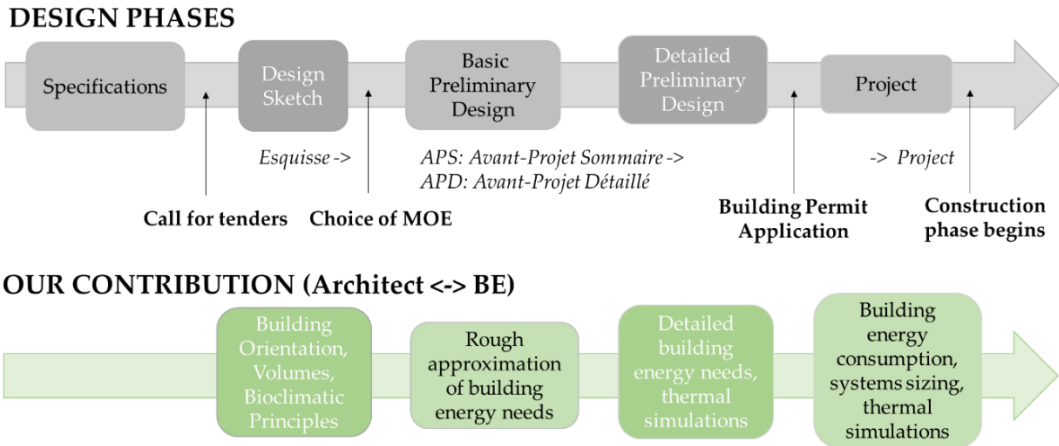 DESIGN PHASES
Specifications
Design
Sketch
Basic
Preliminary
Design
Detailed
Preliminary
Design
Project
Esquisse ->
APS: Avant-Projet Sommaire ->
APD: Avant-Projet Détaillé
-> Project
Call for tenders
Choice of MOE
Building Permit
Application
Construction
phase begins
OUR CONTRIBUTION (Architect <-> BE)
Building
Orientation,
Volumes,
Bioclimatic
Principles
Rough
approximation
of building
energy needs
Detailed
building
energy needs,
thermal
simulations
Building
energy
consumption,
systems sizing,
thermal
simulations